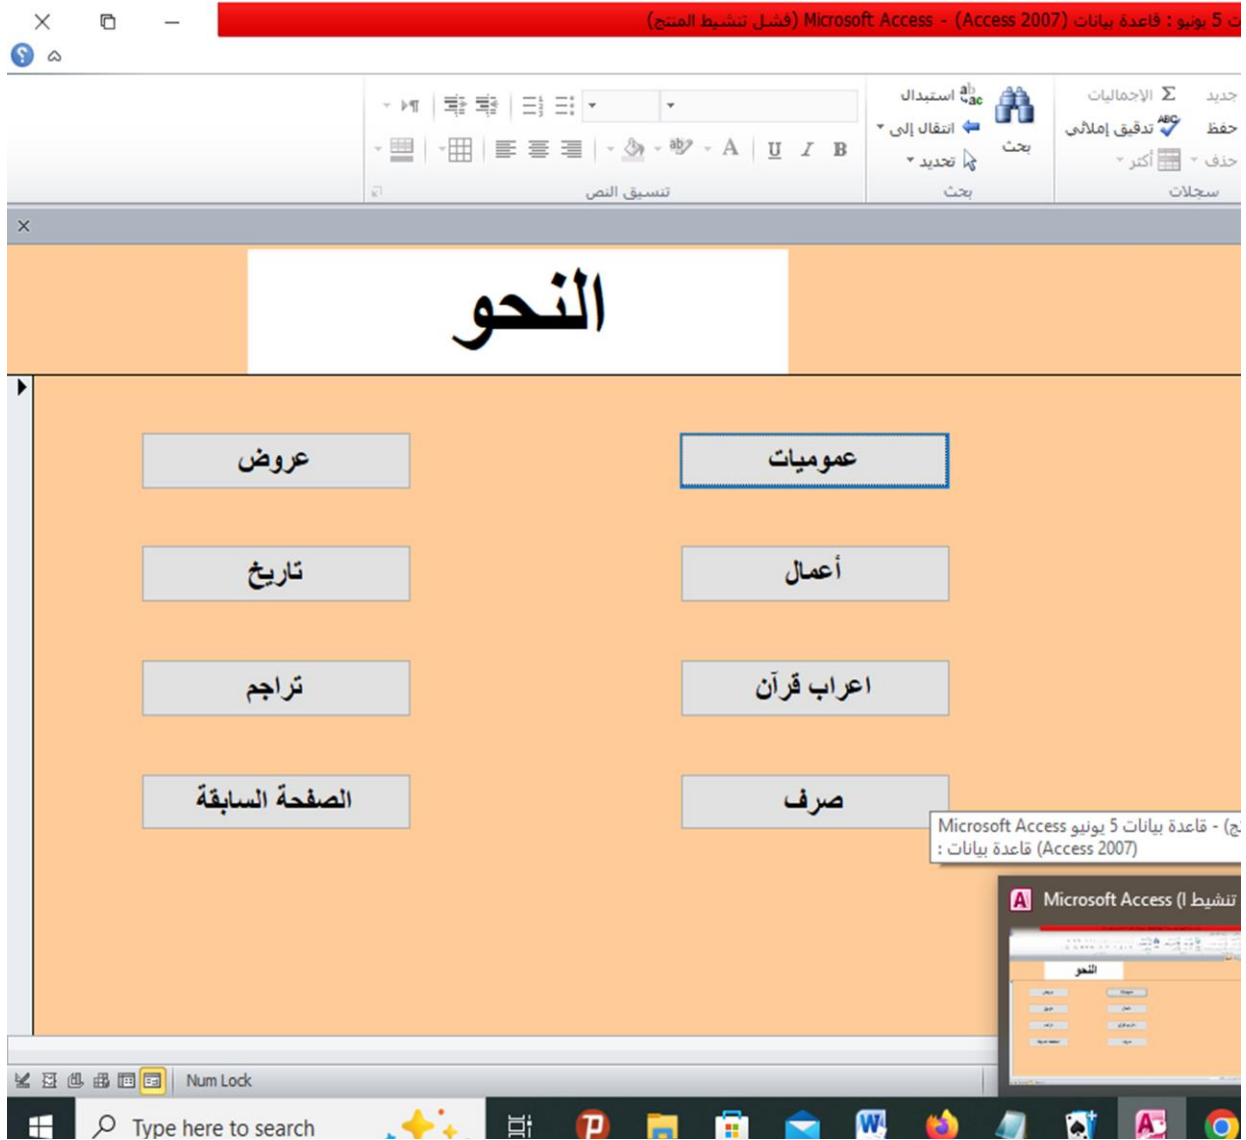 ت 5 يونيو : قاعدة بيانات (Access 2007) - Microsoft Access (فشل تنشيط المنتج)
جديد
Σ الإجماليات
استبدال
حفظ
تدقيق إملائي
انتقال إلى
بحث
حذف
أكثر
تحديد
A U I B
سجلات
بحث
تنسيق النص
النحو
عموميات
عروض
أعمال
تاريخ
اعراب قرآن
تراجم
صرف
الصفحة السابقة
Microsoft Access قاعدة بيانات 5 يونيو - (تج
: قاعدة بيانات (Access 2007)
Microsoft Access (ا تنشيط
النحو
Num Lock
Type here to search